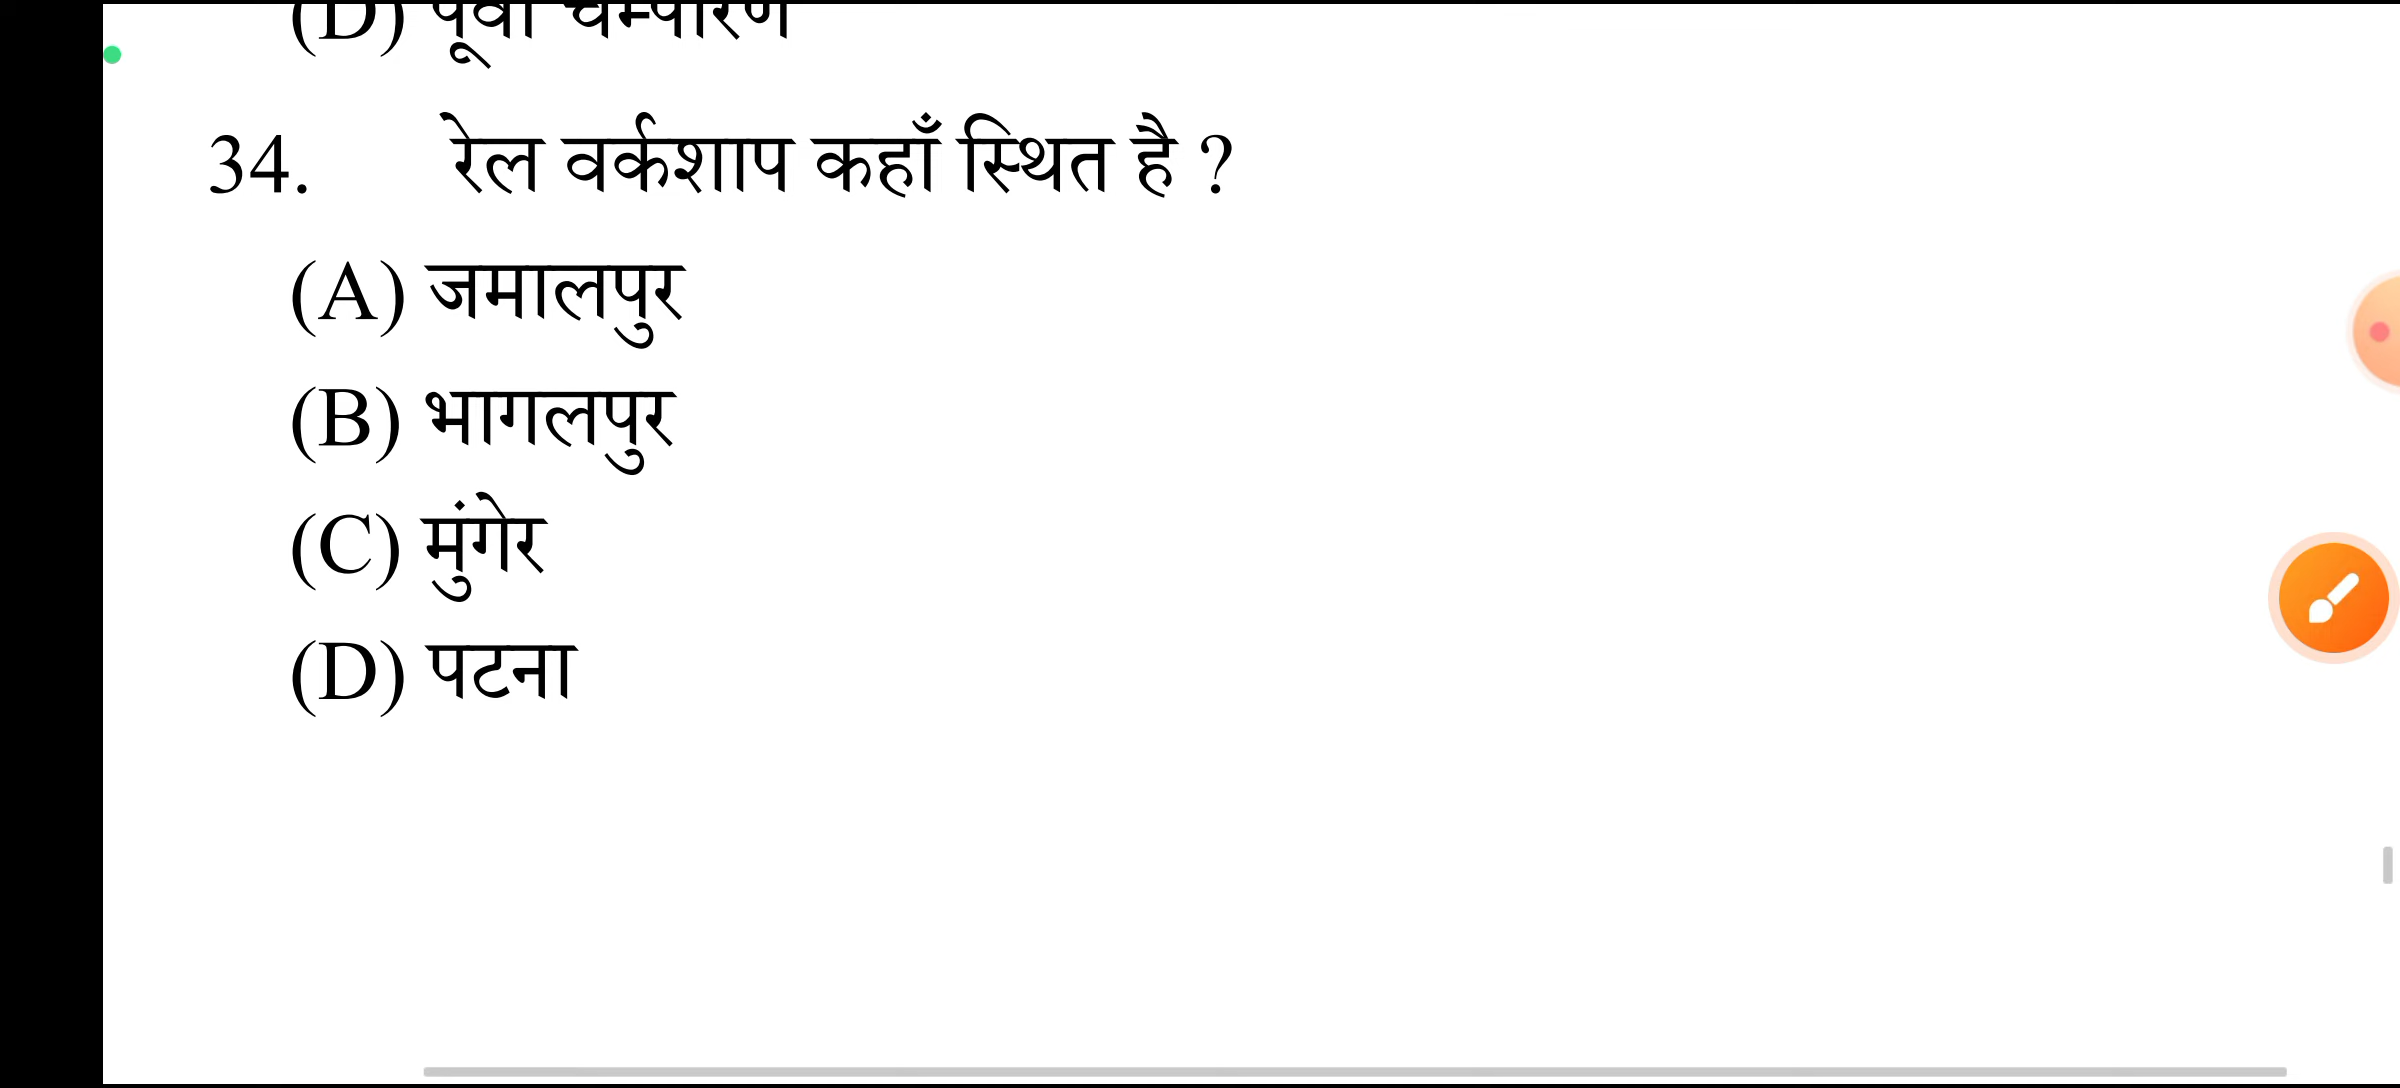 (D) पूर्वी चम्पारण
34. रेल वर्कशाप कहाँ स्थित है ?
(A) जमालपुर
(B) भागलपुर
(C) मुंगेर
(D) पटना